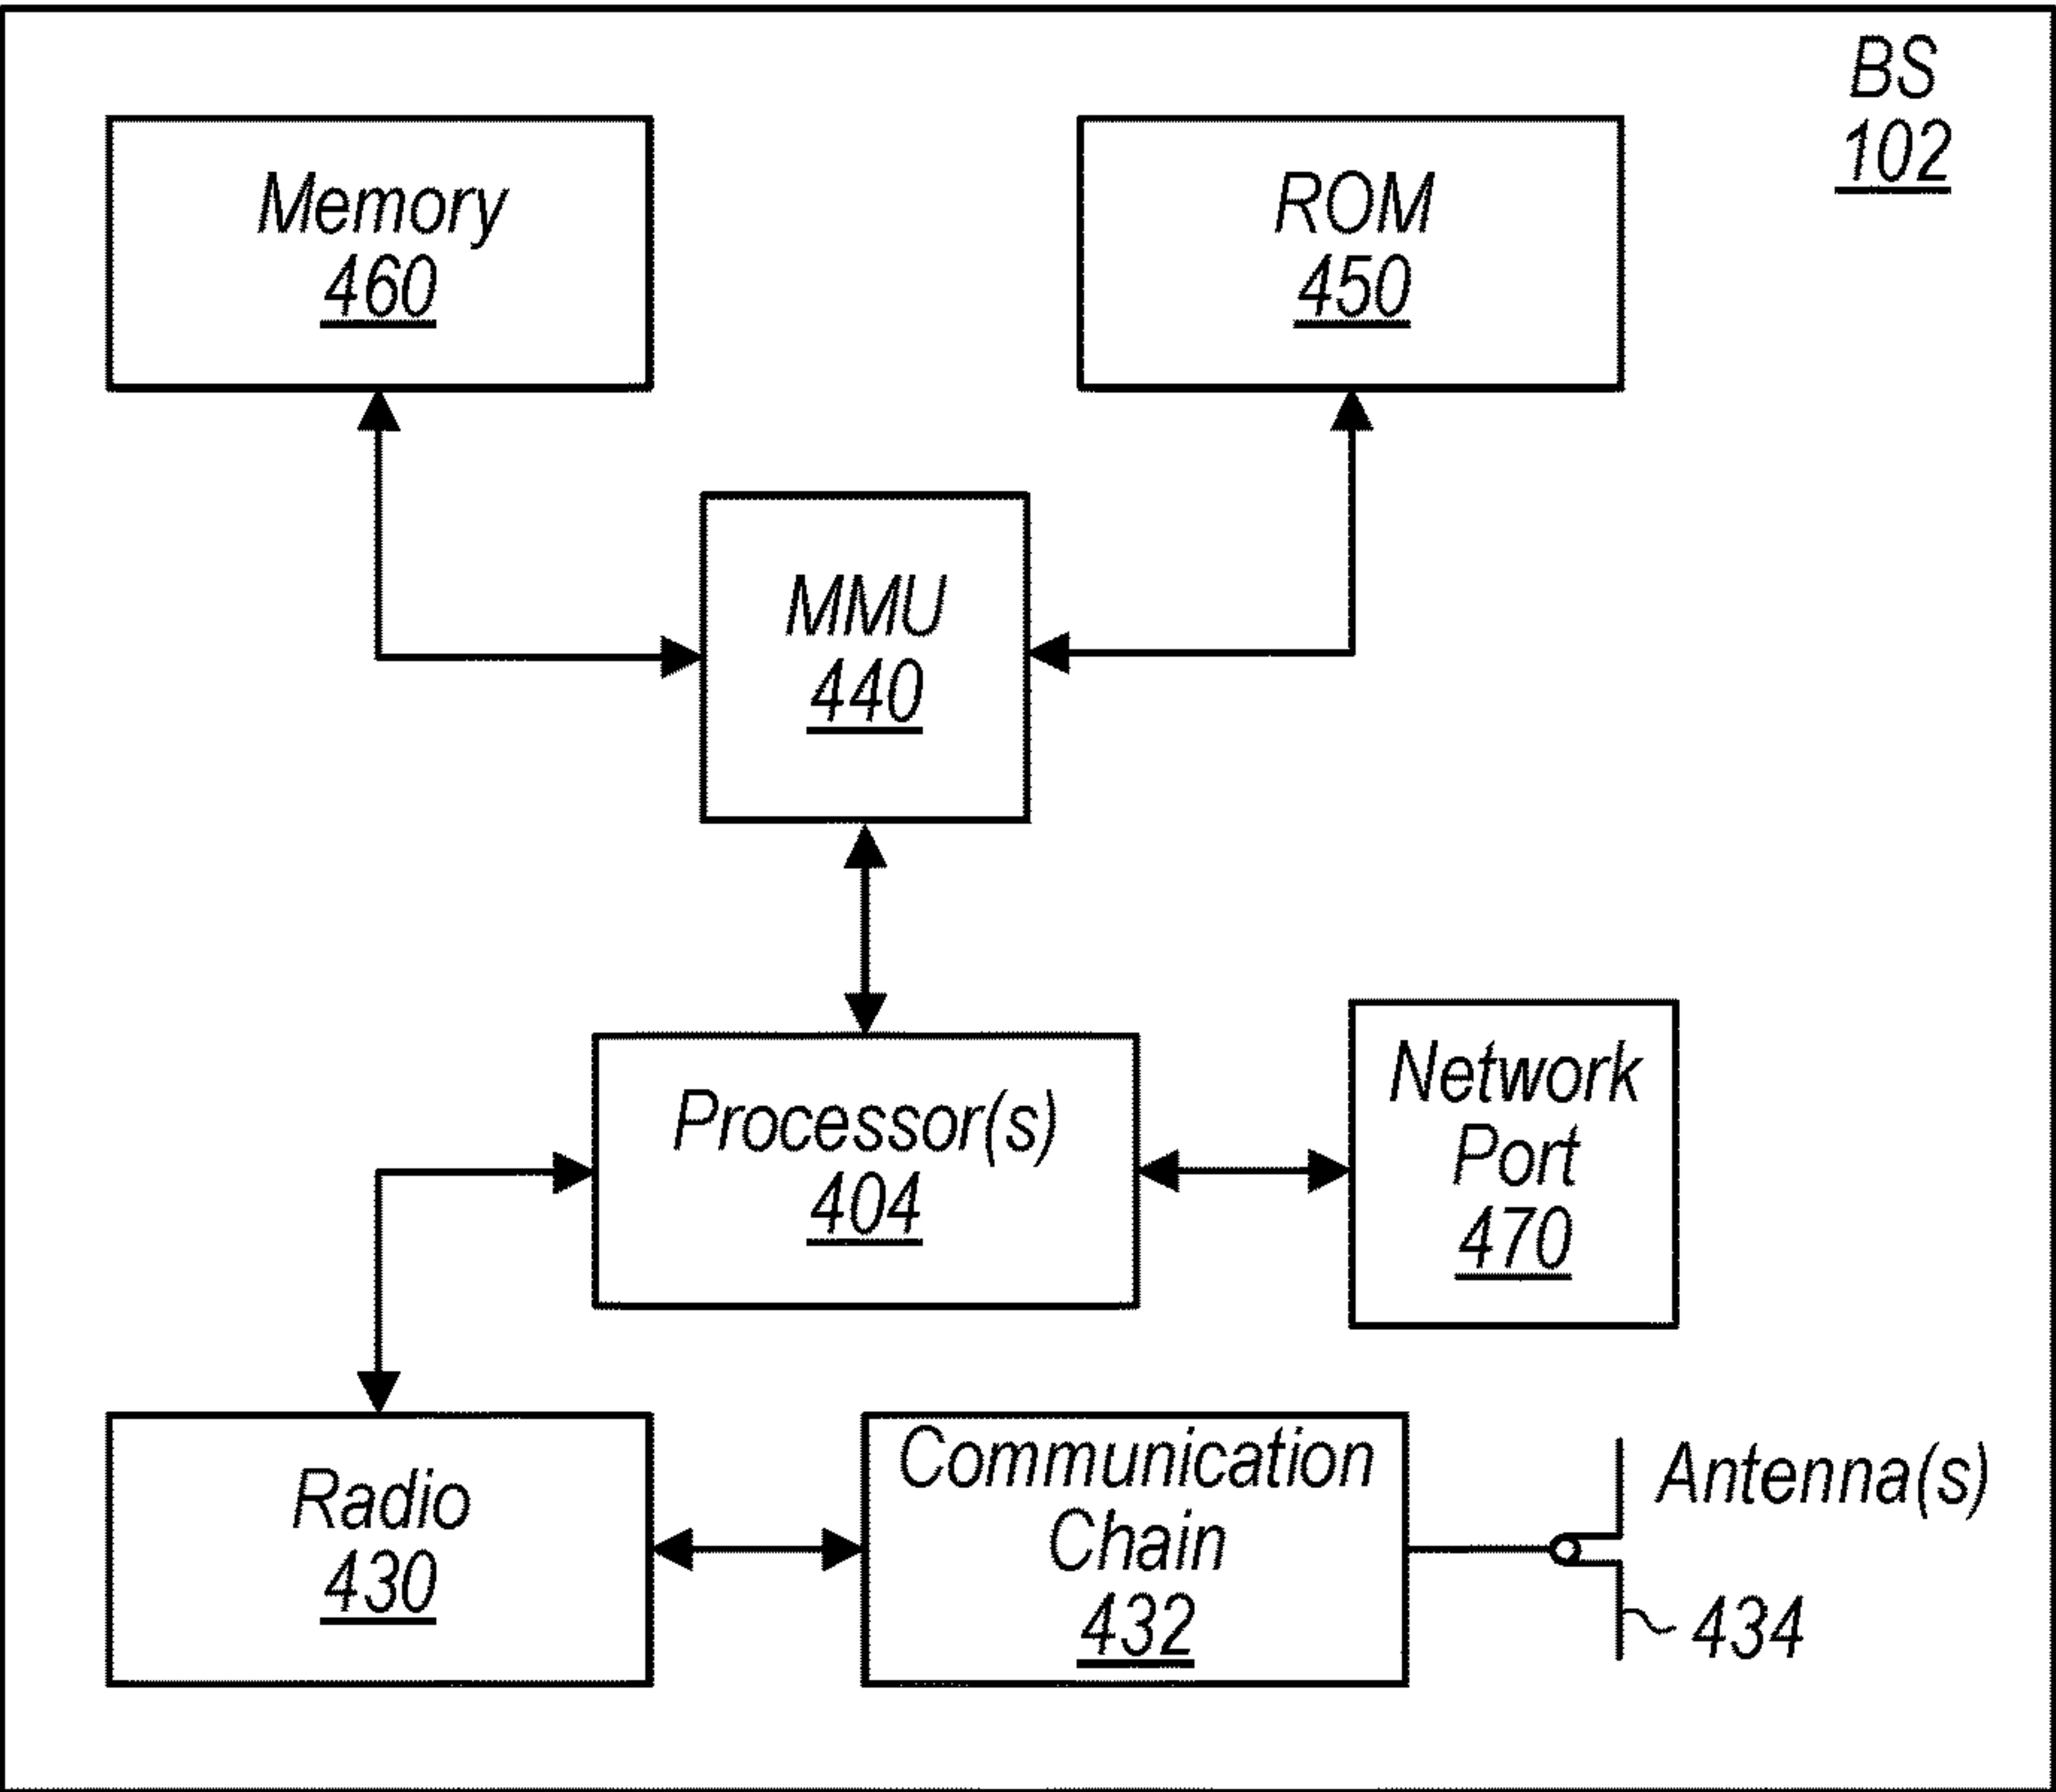 BS
102
Memory
460
ROM
450
MMU
440
Processor(s)
404
Network
Port
470
Radio
430
Communication
Chain
432
Antenna(s)
434